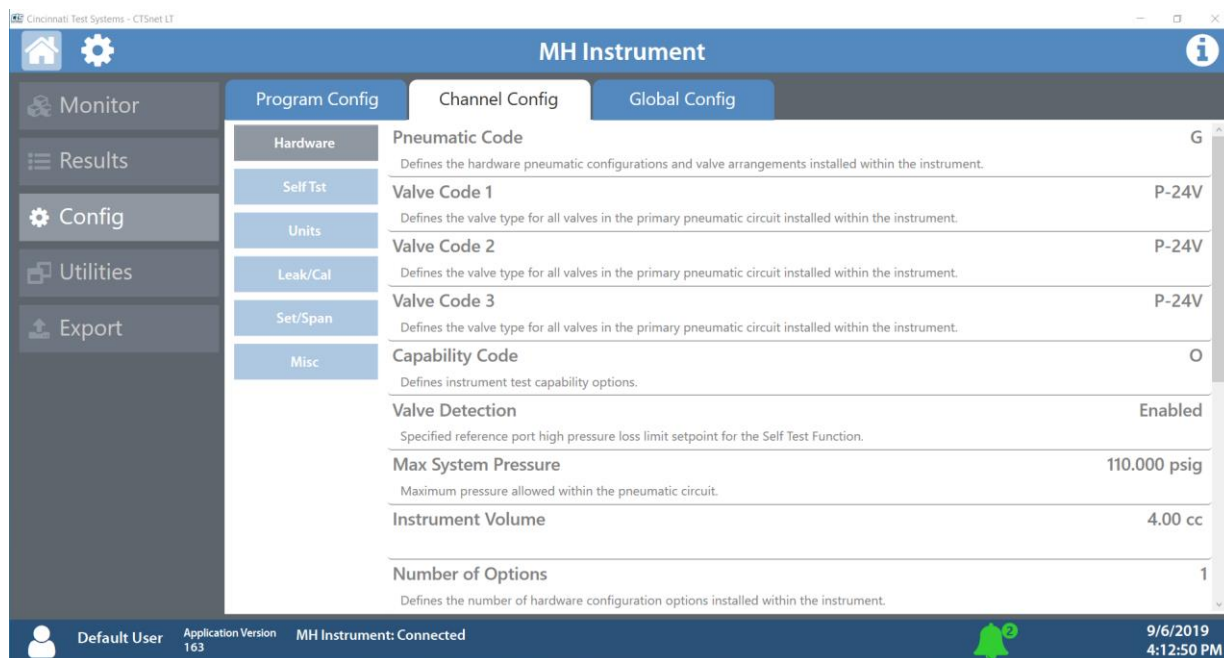 Cincinnati Test Systems - CTSnet LT
MH Instrument
Monitor
Results
Config
Utilities
Export
Program Config
Channel Config
Global Config
Hardware
Self Tst
Units
Leak/Cal
Set/Span
Misc
Pneumatic Code G
Defines the hardware pneumatic configurations and valve arrangements installed within the instrument.
Valve Code 1 P-24V
Defines the valve type for all valves in the primary pneumatic circuit installed within the instrument.
Valve Code 2 P-24V
Defines the valve type for all valves in the primary pneumatic circuit installed within the instrument.
Valve Code 3 P-24V
Defines the valve type for all valves in the primary pneumatic circuit installed within the instrument.
Capability Code O
Defines instrument test capability options.
Valve Detection Enabled
Specified reference port high pressure loss limit setpoint for the Self Test Function.
Max System Pressure 110.000 psig
Maximum pressure allowed within the pneumatic circuit.
Instrument Volume 4.00 cc
Number of Options 1
Defines the number of hardware configuration options installed within the instrument.
Default User
Application Version
163
MH Instrument: Connected
2
9/6/2019
4:12:50 PM